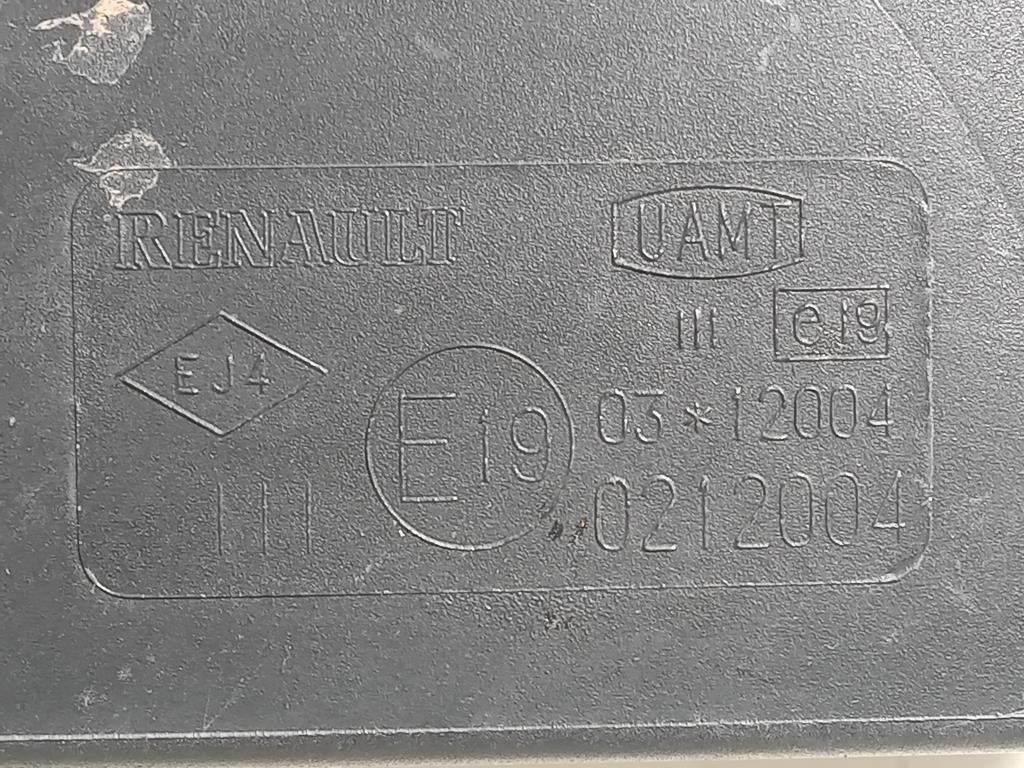 RENAULT UAMT
III e19
EJ4
E19 03*12004
III 0212004